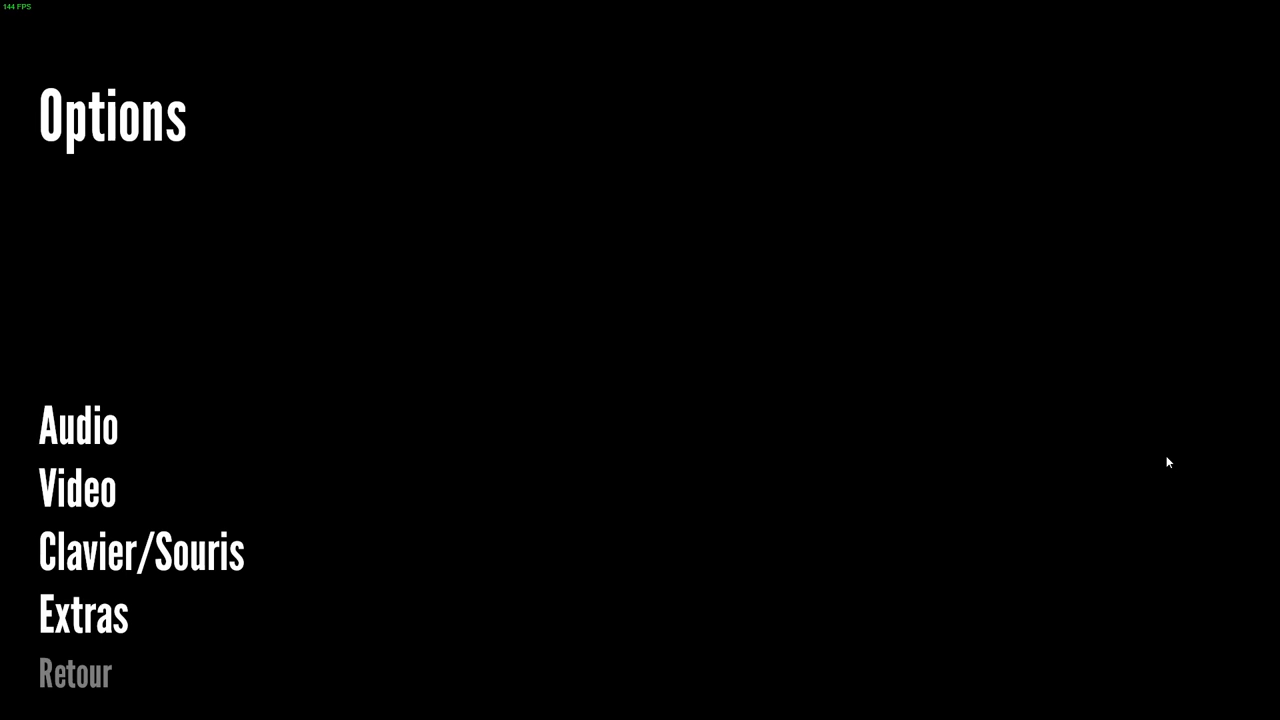 144 FPS
Options
Audio
Video
Clavier/Souris
Extras
Retour